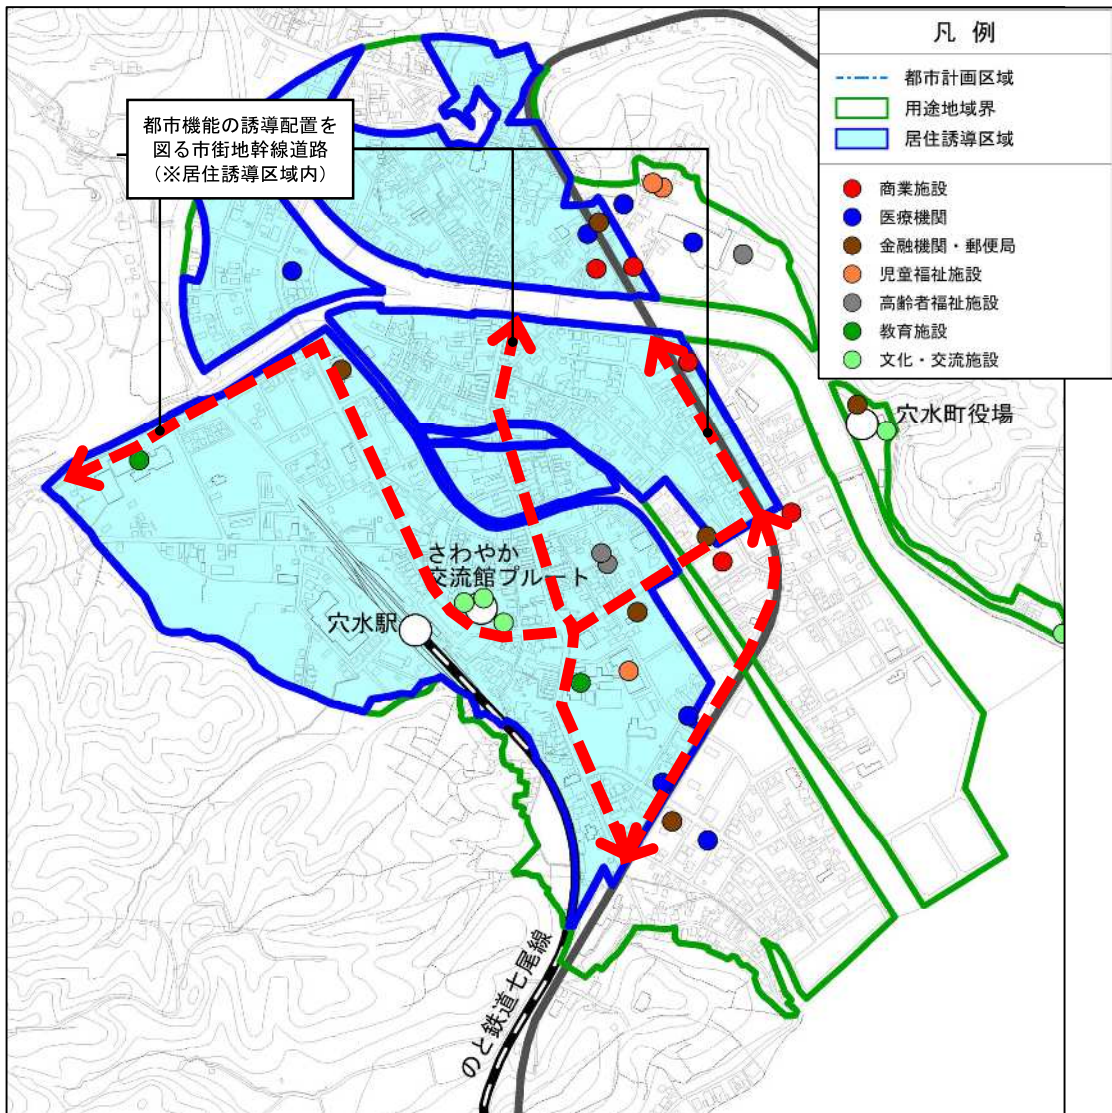 凡 例
都市計画区域
用途地域界
居住誘導区域
商業施設
医療機関
金融機関・郵便局
児童福祉施設
高齢者福祉施設
教育施設
文化・交流施設
都市機能の誘導配置を
図る市街地幹線道路
(※居住誘導区域内)
穴水町役場
さわやか
交流館プルート
穴水駅
のと鉄道七尾線